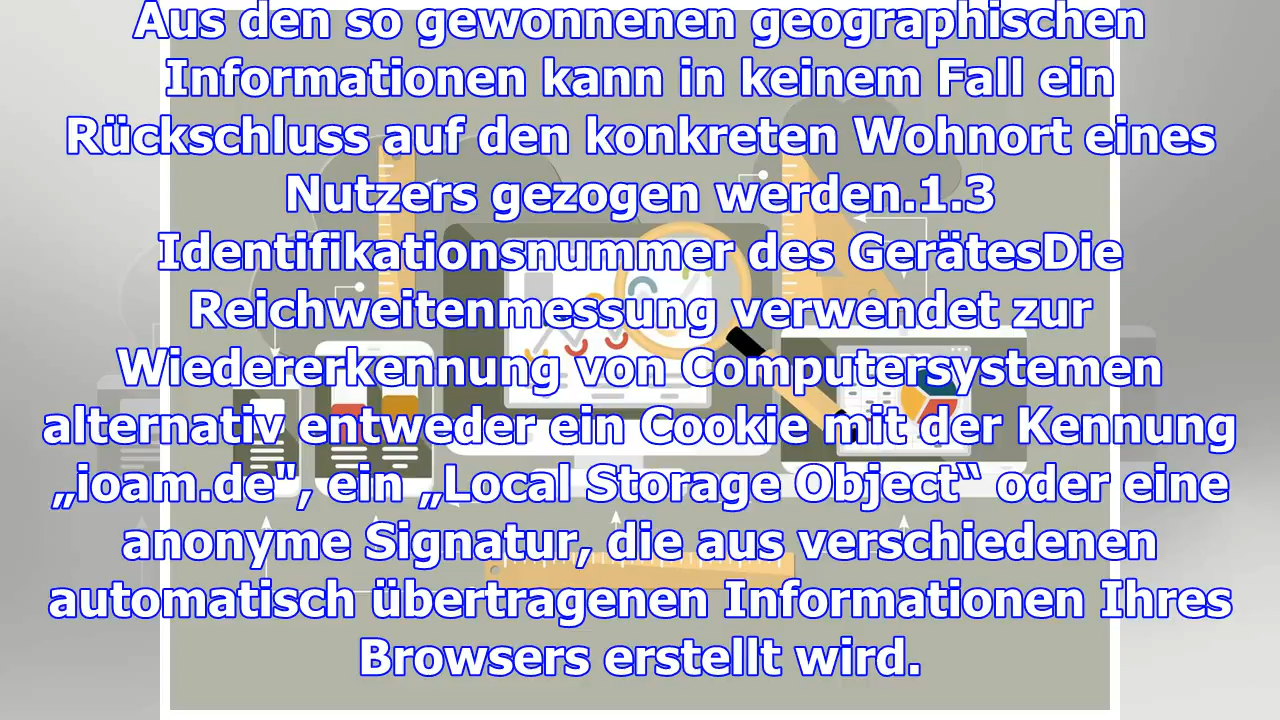 Aus den so gewonnenen geographischen
Informationen kann in keinem Fall ein
Rückschluss auf den konkreten Wohnort eines
Nutzers gezogen werden.1.3
Identifikationsnummer des GerätesDie
Reichweitenmessung verwendet zur
Wiedererkennung von Computersystemen
alternativ entweder ein Cookie mit der Kennung
„ioam.de", ein „Local Storage Object“ oder eine
anonyme Signatur, die aus verschiedenen
automatisch übertragenen Informationen Ihres
Browsers erstellt wird.